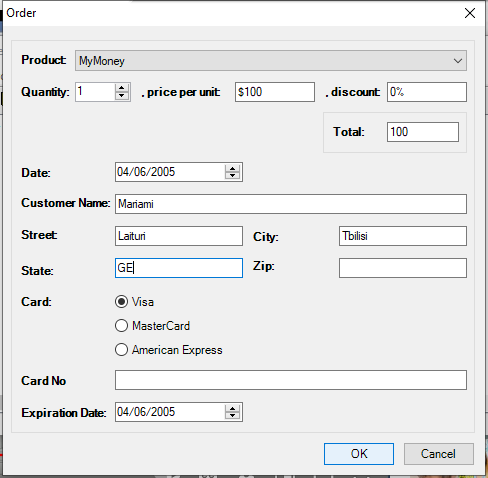 Order
Product: MyMoney
Quantity: 1 , price per unit: $100 , discount: 0%
Total: 100
Date: 04/06/2005
Customer Name: Mariami
Street: Laituri City: Tbilisi
State: GE Zip:
Card: Visa
MasterCard
American Express
Card No
Expiration Date: 04/06/2005
OK Cancel